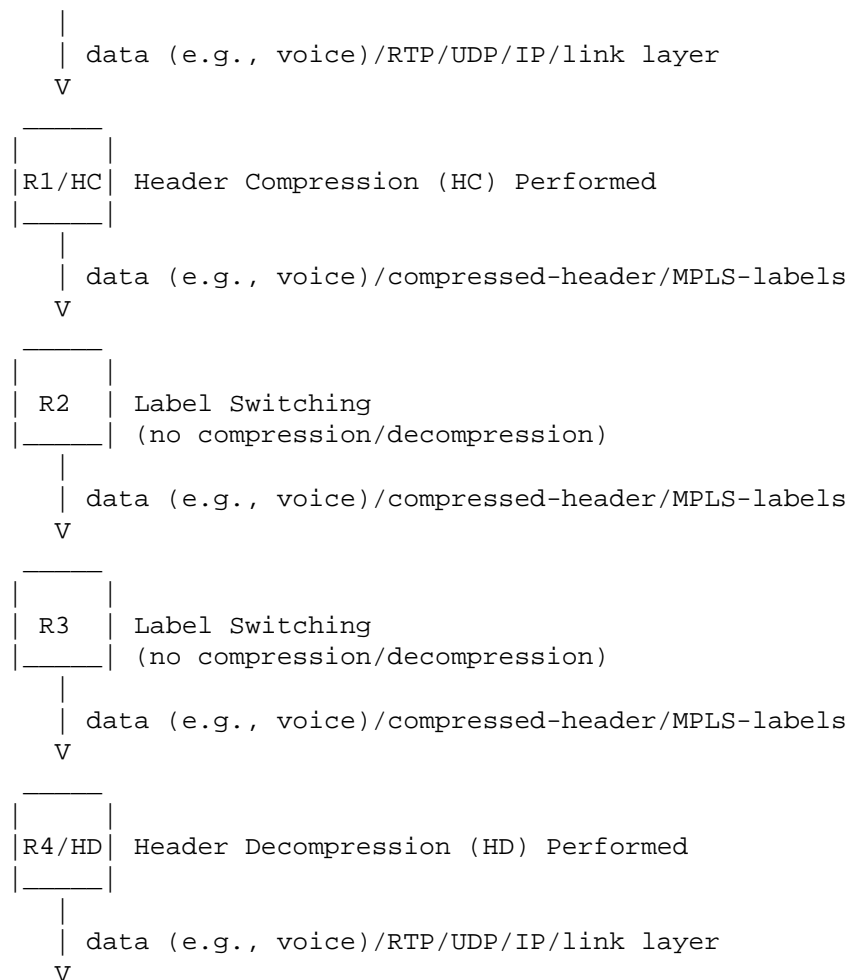 data (e.g., voice)/RTP/UDP/IP/link layer
R1/HC Header Compression (HC) Performed
data (e.g., voice)/compressed-header/MPLS-labels
R2 Label Switching
(no compression/decompression)
data (e.g., voice)/compressed-header/MPLS-labels
R3 Label Switching
(no compression/decompression)
data (e.g., voice)/compressed-header/MPLS-labels
R4/HD Header Decompression (HD) Performed
data (e.g., voice)/RTP/UDP/IP/link layer